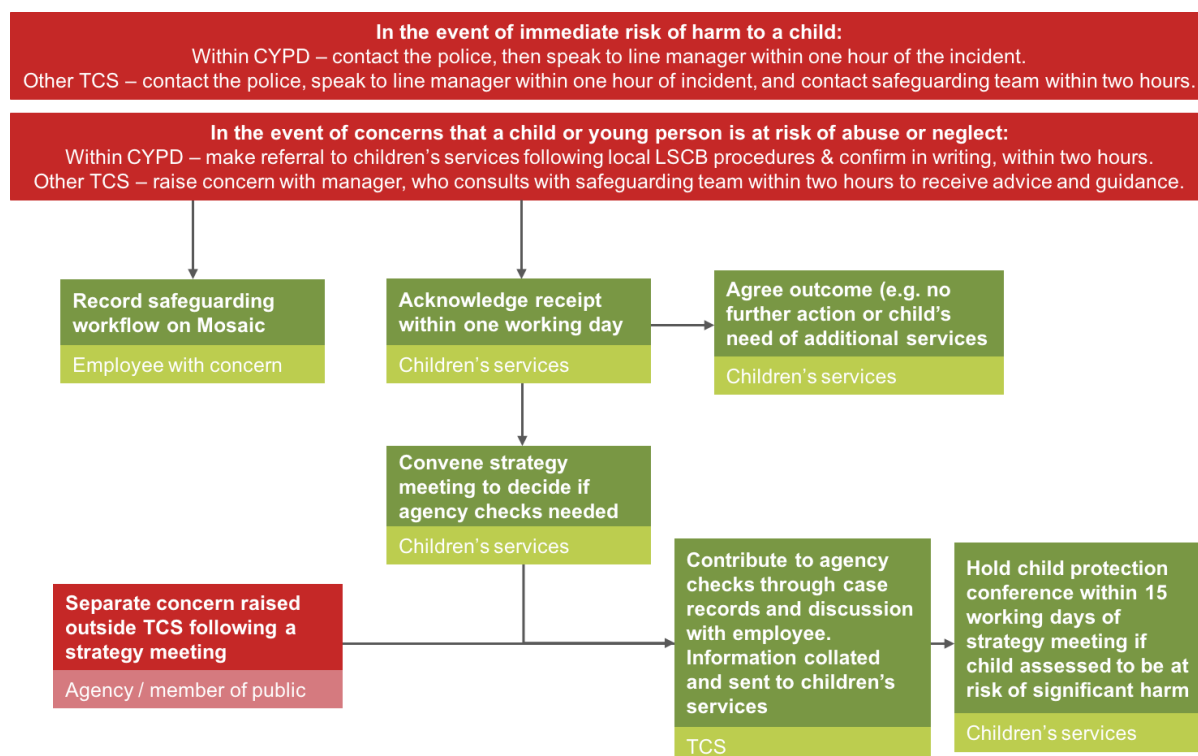 In the event of immediate risk of harm to a child:
Within CYPD – contact the police, then speak to line manager within one hour of the incident.
Other TCS – contact the police, speak to line manager within one hour of incident, and contact safeguarding team within two hours.
In the event of concerns that a child or young person is at risk of abuse or neglect:
Within CYPD – make referral to children’s services following local LSCB procedures & confirm in writing, within two hours.
Other TCS – raise concern with manager, who consults with safeguarding team within two hours to receive advice and guidance.
Record safeguarding
workflow on Mosaic
Employee with concern
Acknowledge receipt
within one working day
Children’s services
Agree outcome (e.g. no
further action or child’s
need of additional services
Children’s services
Convene strategy
meeting to decide if
agency checks needed
Children’s services
Separate concern raised
outside TCS following a
strategy meeting
Agency / member of public
Contribute to agency
checks through case
records and discussion
with employee.
Information collated
and sent to children’s
services
TCS
Hold child protection
conference within 15
working days of
strategy meeting if
child assessed to be at
risk of significant harm
Children’s services